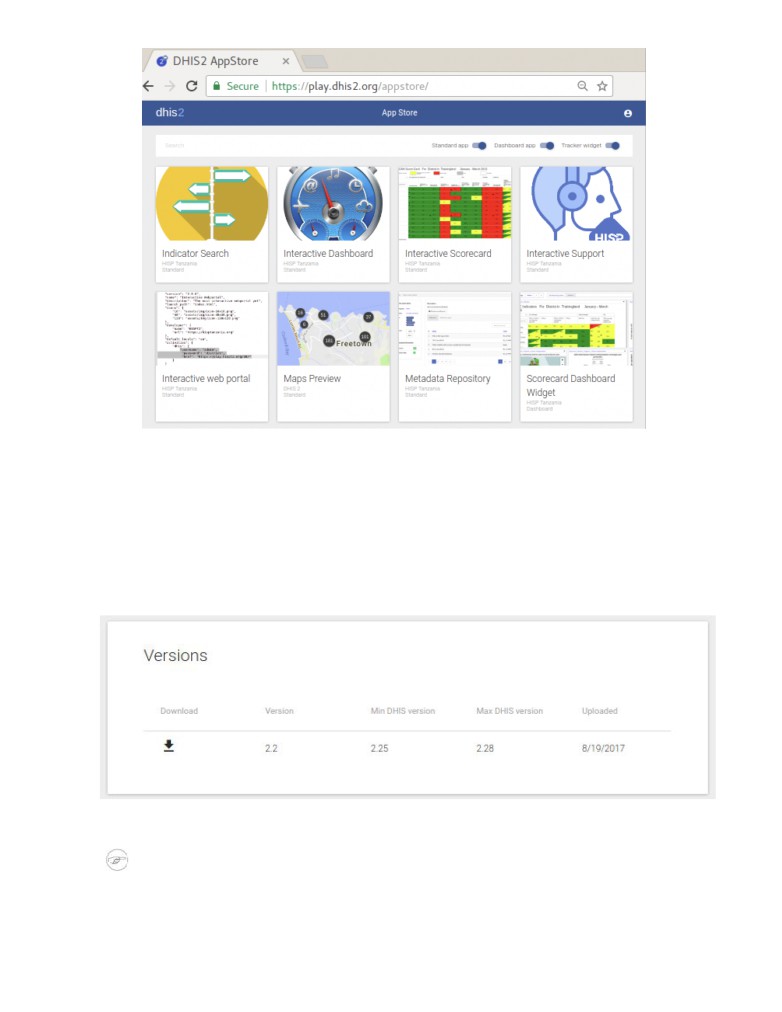 DHIS2 AppStore
Secure https://play.dhis2.org/appstore/
dhis2 App Store
Search Standard app Dashboard app Tracker widget
HIS?
Indicator Search Interactive Dashboard Interactive Scorecard Interactive Support
HISP Tanzania HISP Tanzania HISP Tanzania HISP Tanzania
Standard Standard Standard Standard
Freetown
Interactive web portal Maps Preview Metadata Repository Scorecard Dashboard
Widget
HISP Tanzania DHIS 2 HISP Tanzania HISP Tanzania
Standard Standard Standard Dashboard
Versions
Download Version Min DHIS version Max DHIS version Uploaded
2.2 2.25 2.28 8/19/2017